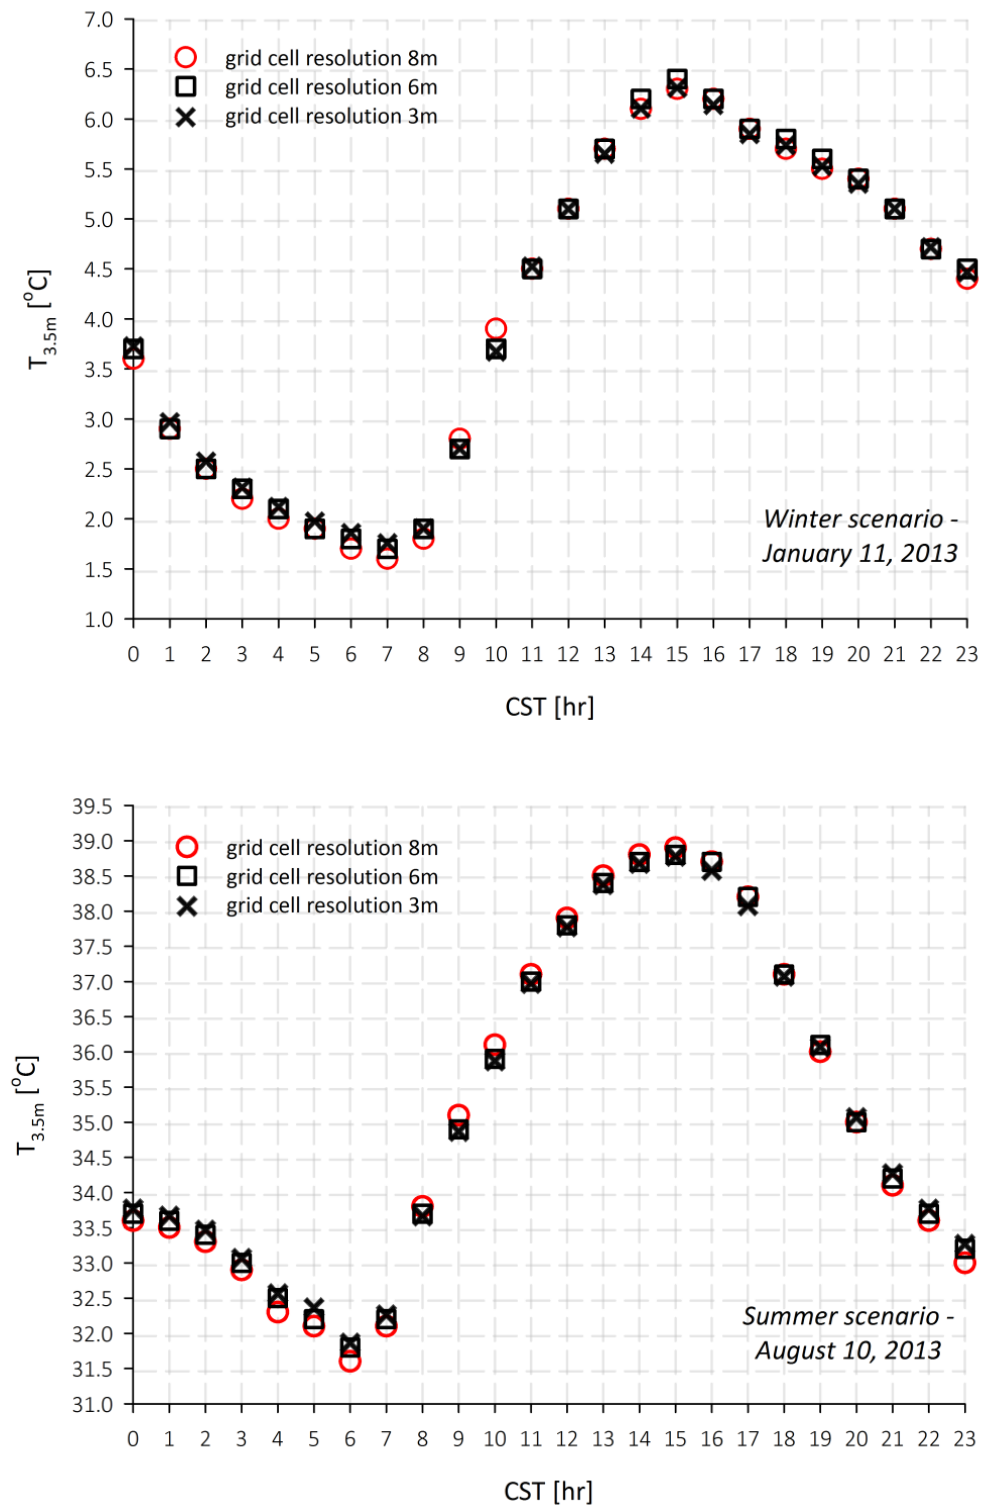 7.0
6.5
6.0
5.5
5.0
4.5
4.0
3.5
3.0
2.5
2.0
1.5
1.0
T3.5m [oC]
grid cell resolution 8m
grid cell resolution 6m
grid cell resolution 3m
Winter scenario -
January 11, 2013
0 1 2 3 4 5 6 7 8 9 10 11 12 13 14 15 16 17 18 19 20 21 22 23
CST [hr]
39.5
39.0
38.5
38.0
37.5
37.0
36.5
36.0
35.5
35.0
34.5
34.0
33.5
33.0
32.5
32.0
31.5
31.0
T3.5m [oC]
grid cell resolution 8m
grid cell resolution 6m
grid cell resolution 3m
Summer scenario -
August 10, 2013
0 1 2 3 4 5 6 7 8 9 10 11 12 13 14 15 16 17 18 19 20 21 22 23
CST [hr]